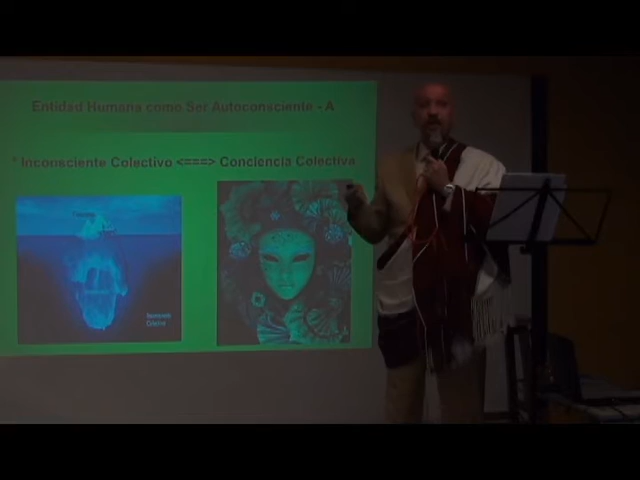 Entidad Humana como Ser Autoconsciente - A
* Inconsciente Colectivo <===> Conciencia Colectiva